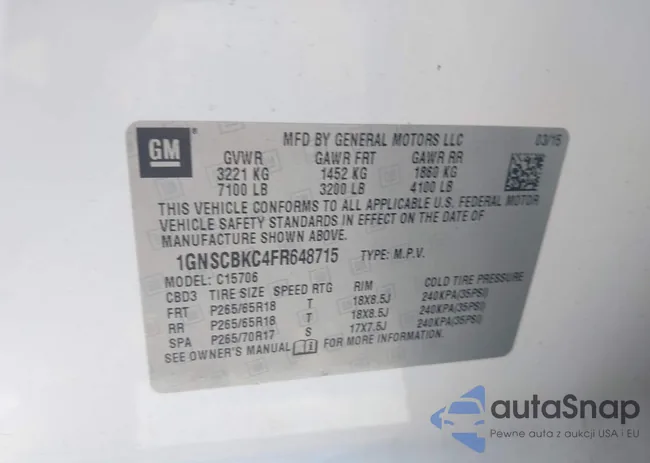 GM
MFD BY GENERAL MOTORS LLC 03/15
GVWR GAWR FRT GAWR RR
3221 KG 1452 KG 1860 KG
7100 LB 3200 LB 4100 LB
THIS VEHICLE CONFORMS TO ALL APPLICABLE U.S. FEDERAL MOTOR
VEHICLE SAFETY STANDARDS IN EFFECT ON THE DATE OF
MANUFACTURE SHOWN ABOVE.
1GNSCBKC4FR648715 TYPE: M.P.V.
MODEL: C15706
CBD3 TIRE SIZE SPEED RTG RIM COLD TIRE PRESSURE
FRT P265/65R18 T 18X8.5J 240KPA(35PSI)
RR P265/65R18 T 18X8.5J 240KPA(35PSI)
SPA P265/70R17 S 17X7.5J 240KPA(35PSI)
SEE OWNER'S MANUAL
autoSnap
Pewne auta z aukcji USA i EU